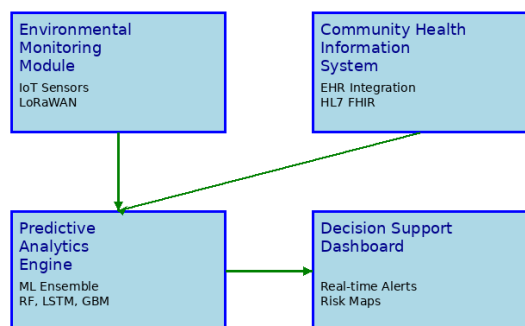 Environmental
Monitoring
Module
IoT Sensors
LoRaWAN
Community Health
Information
System
EHR Integration
HL7 FHIR
Predictive
Analytics
Engine
ML Ensemble
RF, LSTM, GBM
Decision Support
Dashboard
Real-time Alerts
Risk Maps